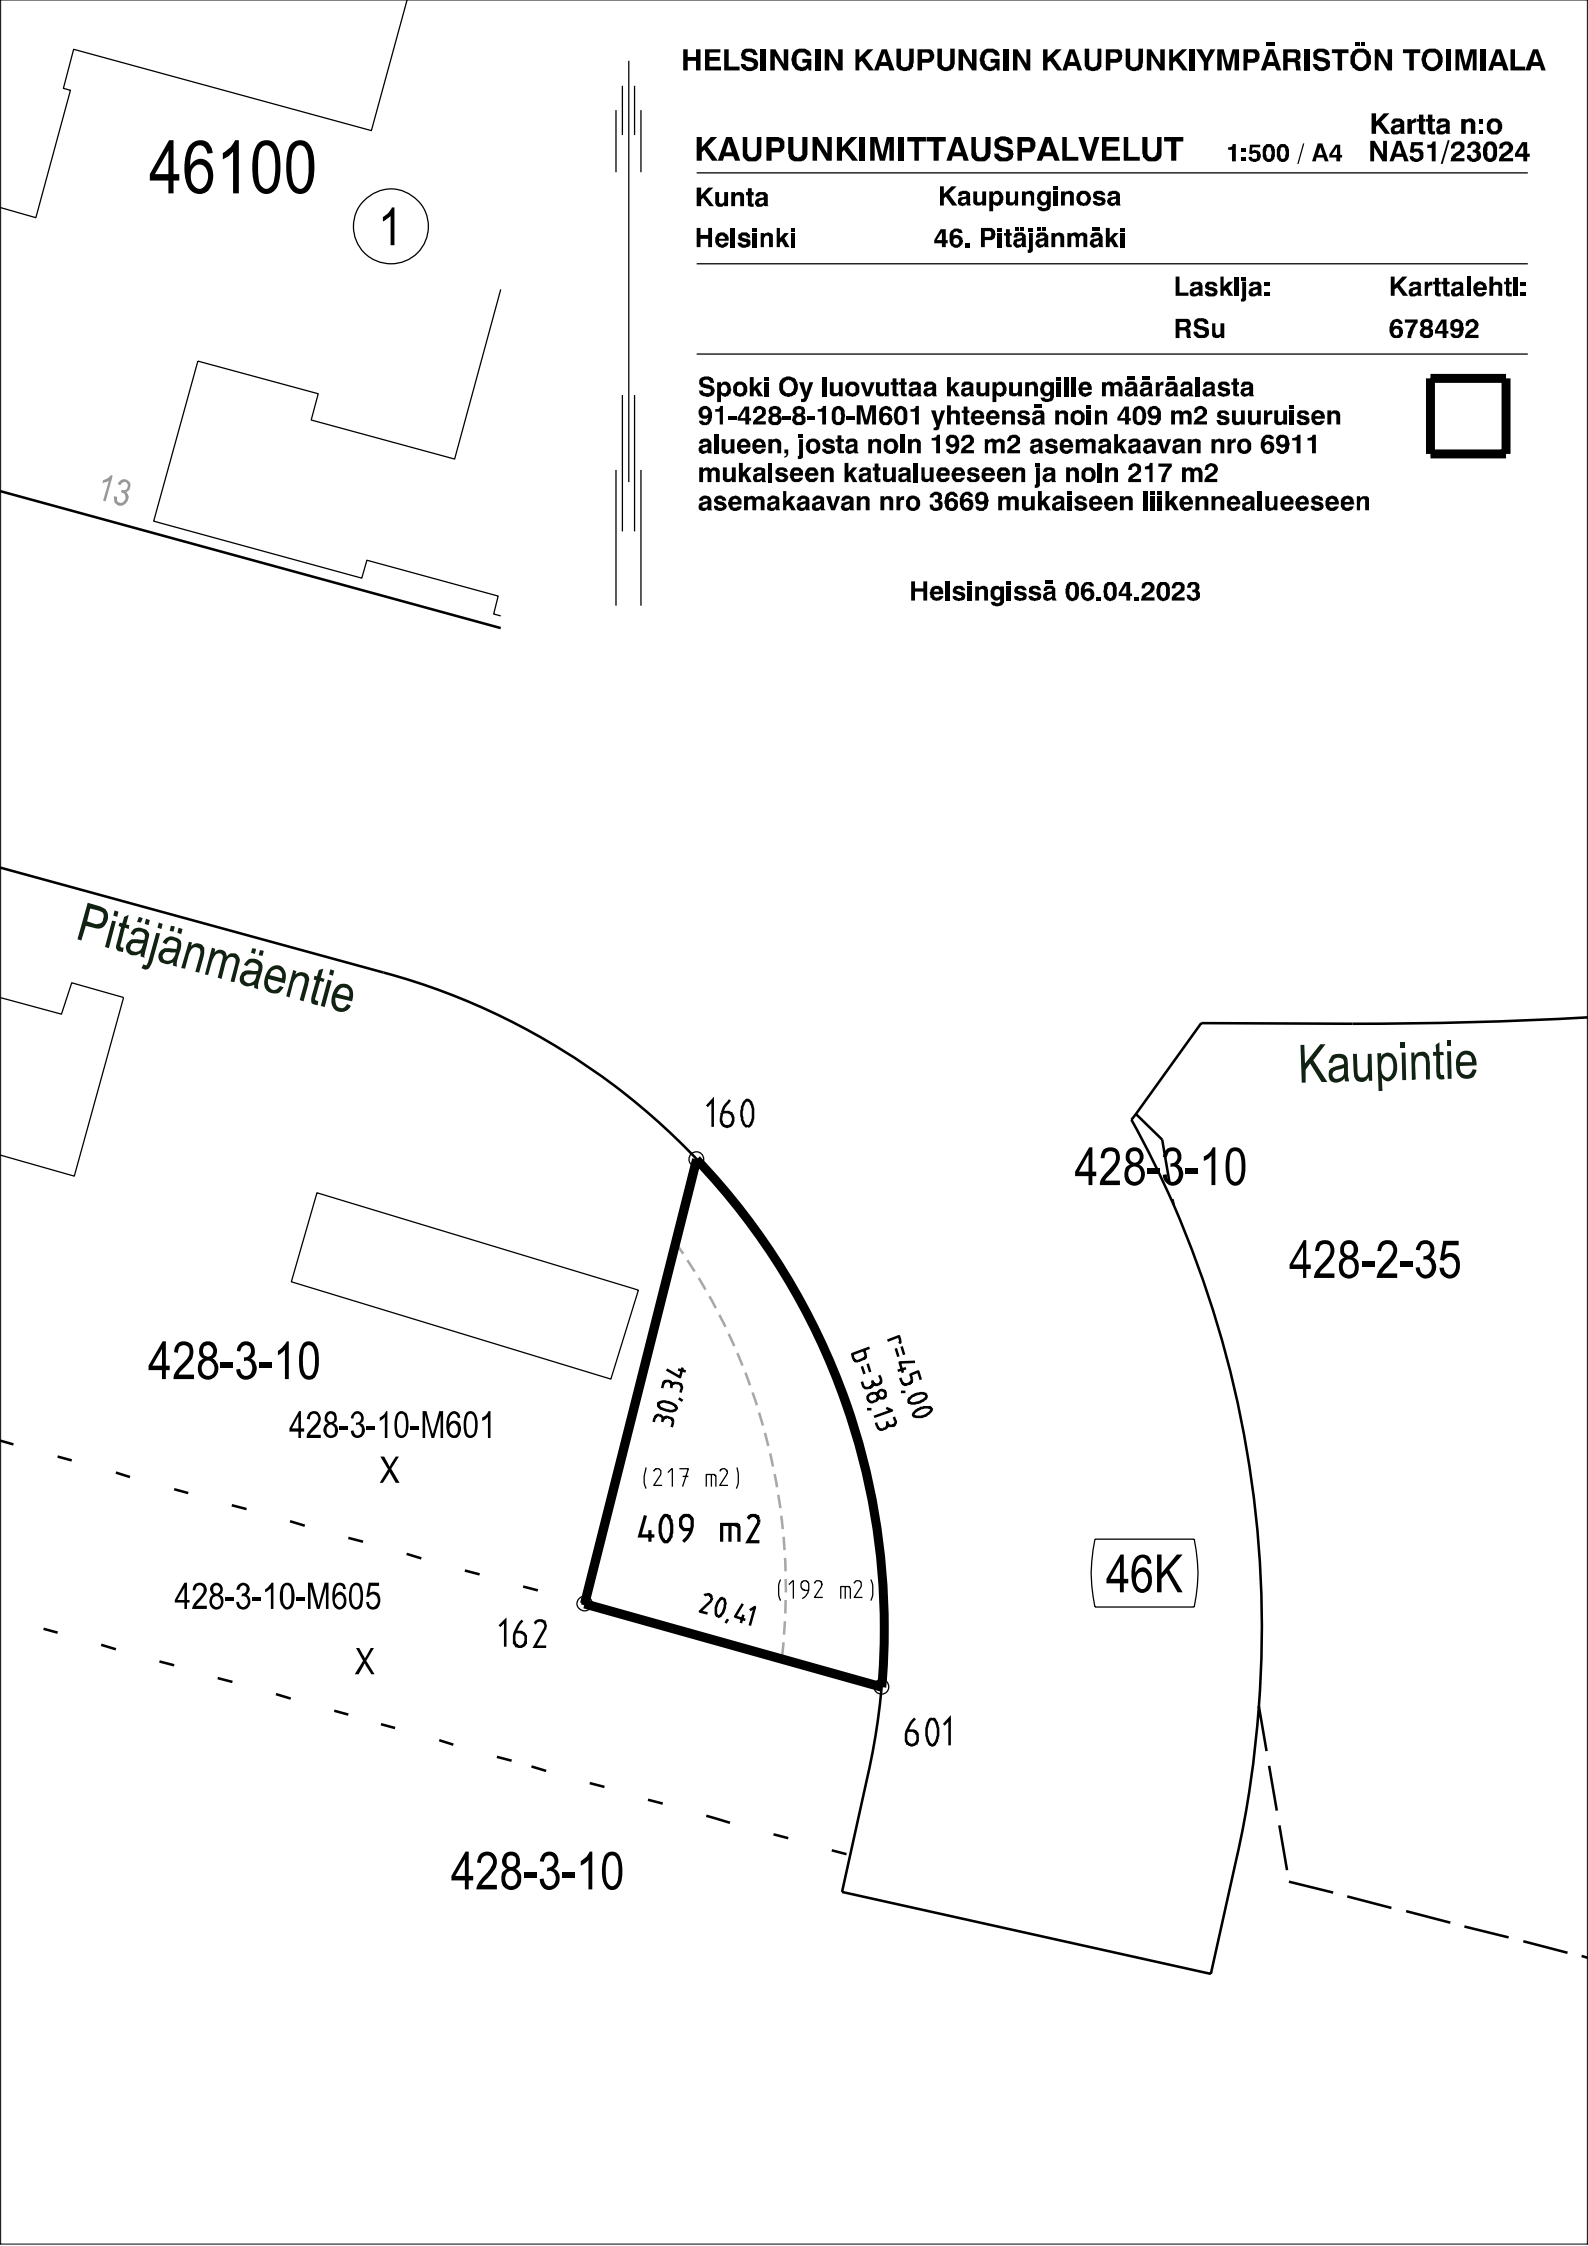 HELSINGIN KAUPUNGIN KAUPUNKIYMPÄRISTÖN TOIMIALA
KAUPUNKIMITTAUSPALVELUT 1:500 / A4
Kartta n:o
NA51/23024
Kunta Kaupunginosa
Helsinki 46. Pitäjänmäki
Laskija: Karttalehti:
RSu 678492
Spoki Oy luovuttaa kaupungille määräalasta
91-428-8-10-M601 yhteensä noin 409 m2 suuruisen
alueen, josta noin 192 m2 asemakaavan nro 6911
mukaiseen katualueeseen ja noin 217 m2
asemakaavan nro 3669 mukaiseen liikennealueeseen
Helsingissä 06.04.2023
46100
1
13
Pitäjänmäentie
Kaupintie
160
428-3-10
428-2-35
428-3-10
r=45,00
b=38,13
30,34
428-3-10-M601
X
(217 m2)
409 m2
(192 m2)
46K
428-3-10-M605
20,41
162
X
601
428-3-10